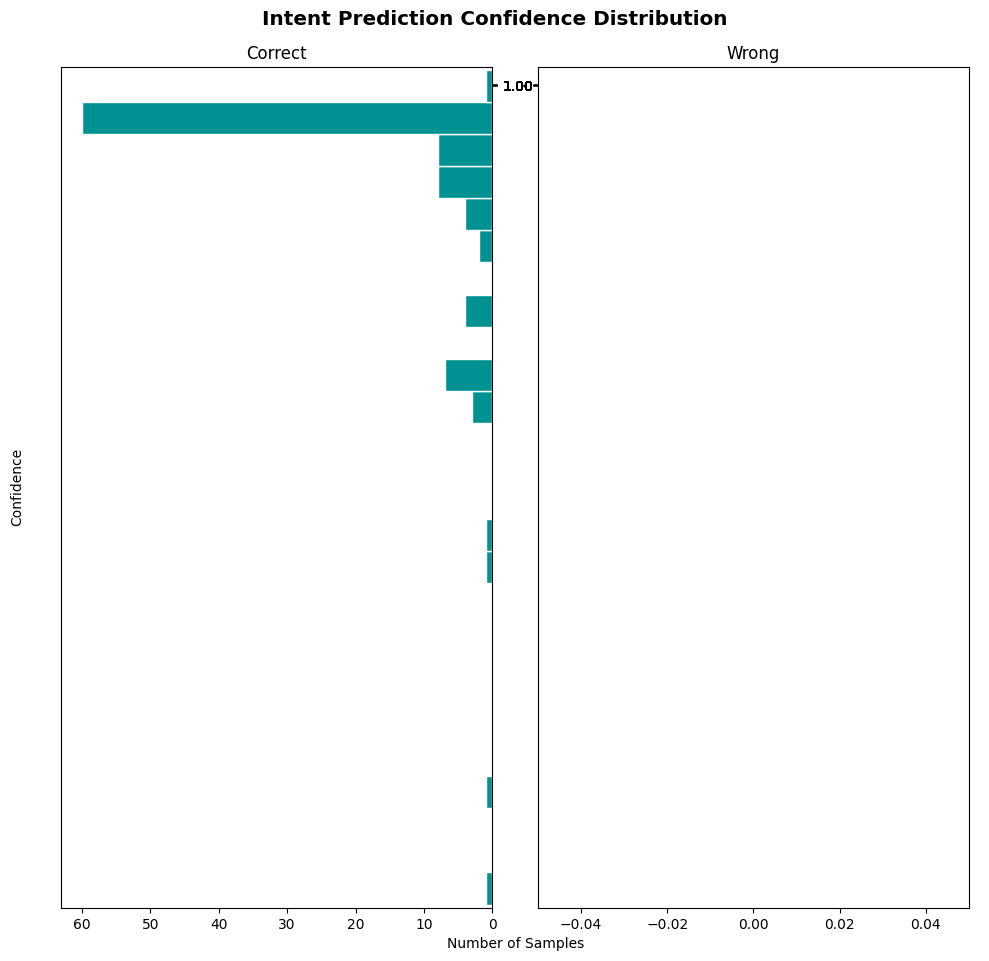 Intent Prediction Confidence Distribution
Correct
Wrong
1.00
Confidence
60 50 40 30 20 10 0
−0.04 −0.02 0.00 0.02 0.04
Number of Samples